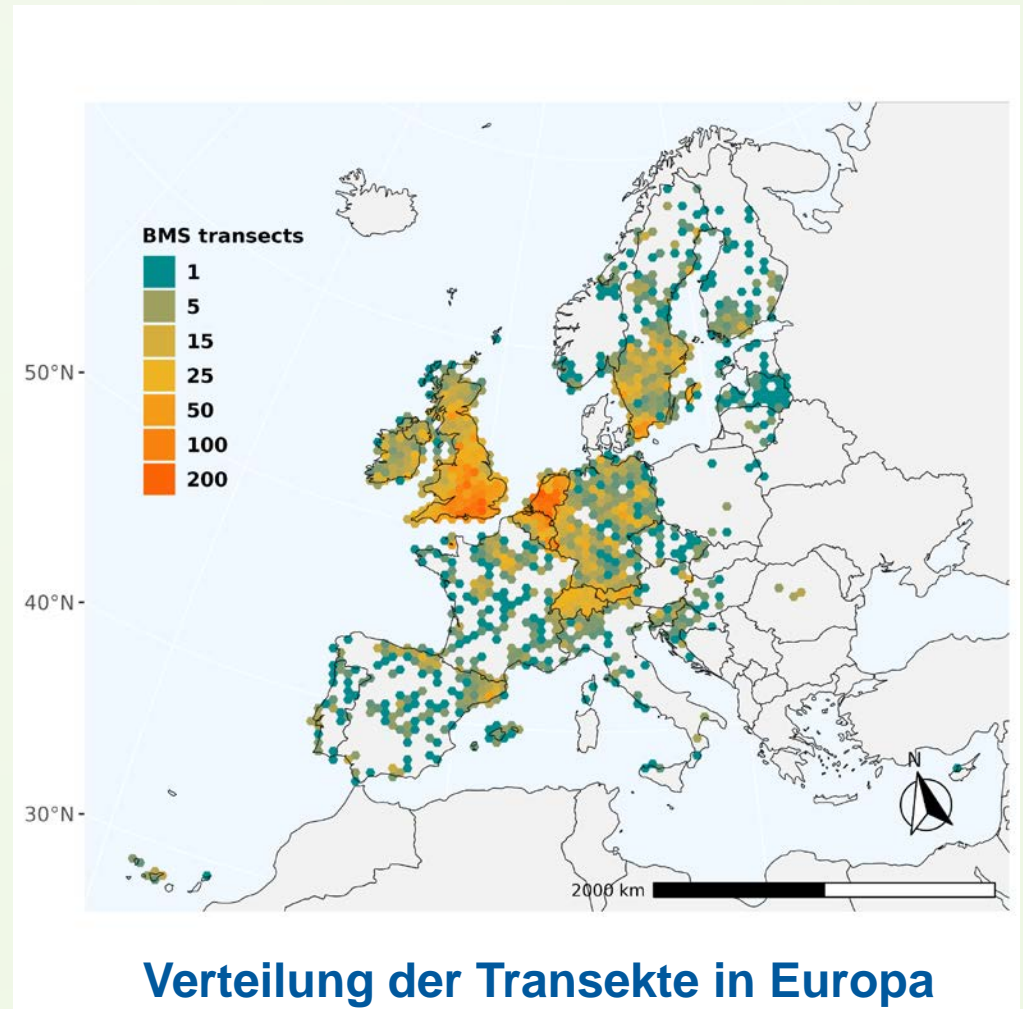 BMS transects
1
5
15
25
50
100
200
50°N
40°N
30°N
N
2000 km
Verteilung der Transekte in Europa